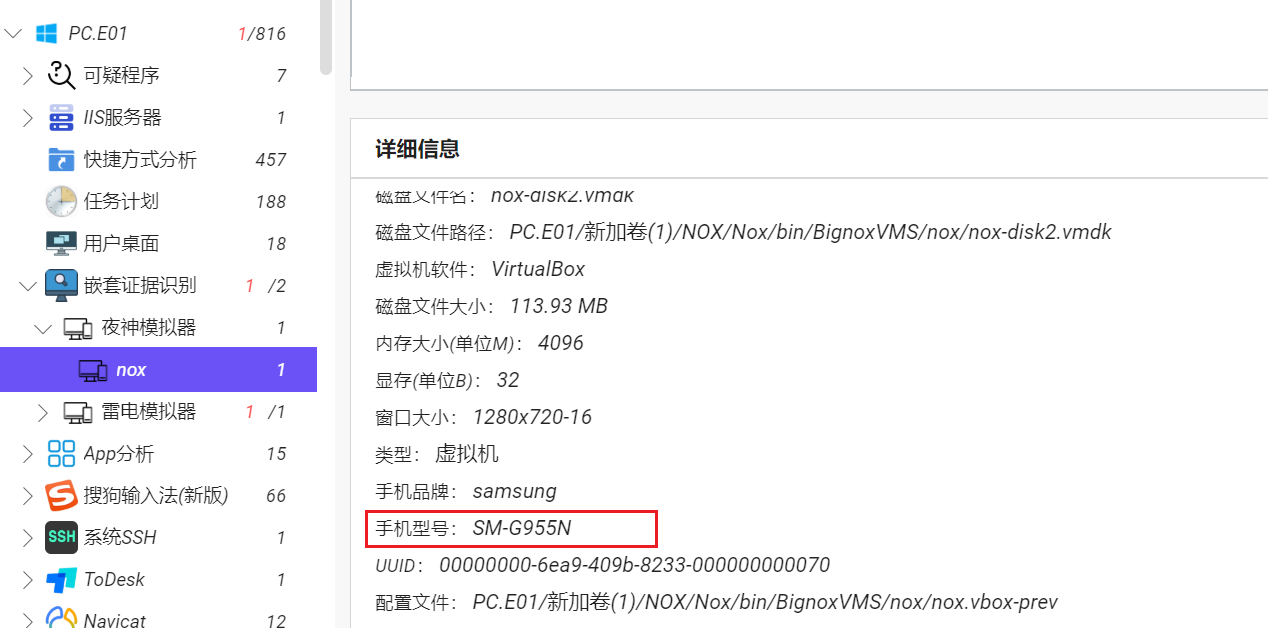 PC.E01 1/816
可疑程序 7
IIS服务器 1
快捷方式分析 457
任务计划 188
用户桌面 18
嵌套证据识别 1 /2
夜神模拟器 1
nox 1
雷电模拟器 1 /1
App分析 15
搜狗输入法(新版) 66
SSH 系统SSH 1
ToDesk 1
Navicat 12
详细信息
磁盘文件名： nox-disk2.vmdk
磁盘文件路径： PC.E01/新加卷(1)/NOX/Nox/bin/BignoxVMS/nox/nox-disk2.vmdk
虚拟机软件： VirtualBox
磁盘文件大小： 113.93 MB
内存大小(单位M)： 4096
显存(单位B)： 32
窗口大小： 1280x720-16
类型： 虚拟机
手机品牌： samsung
手机型号： SM-G955N
UUID： 00000000-6ea9-409b-8233-000000000070
配置文件： PC.E01/新加卷(1)/NOX/Nox/bin/BignoxVMS/nox/nox.vbox-prev